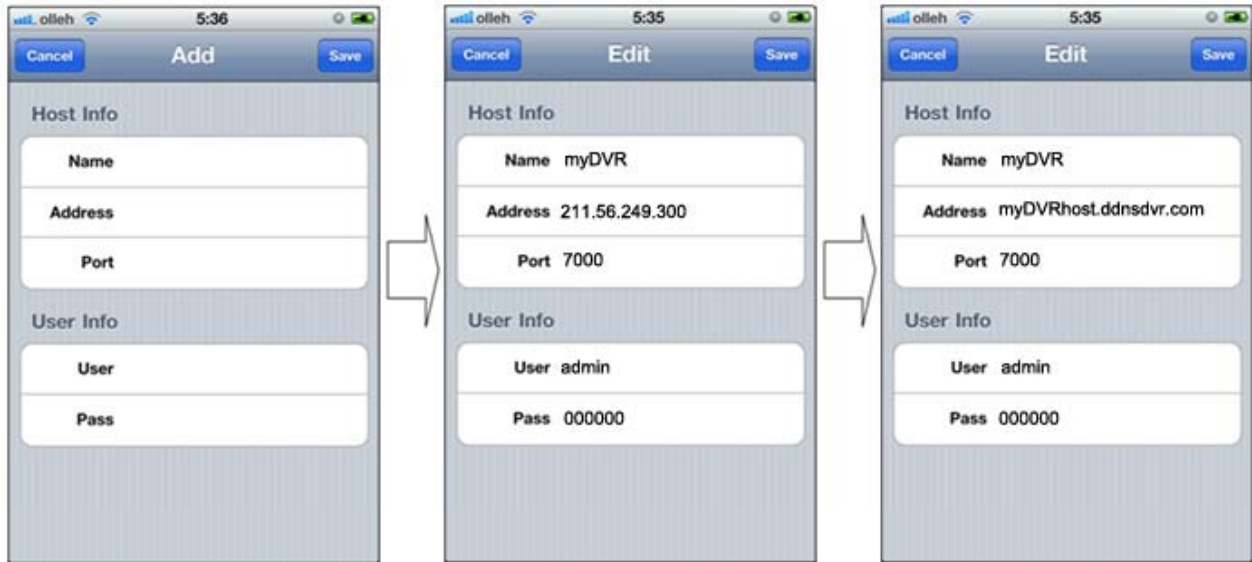 olleh 5:36
Cancel Add Save
Host Info
Name
Address
Port
User Info
User
Pass
olleh 5:35
Cancel Edit Save
Host Info
Name myDVR
Address 211.56.249.300
Port 7000
User Info
User admin
Pass 000000
olleh 5:35
Cancel Edit Save
Host Info
Name myDVR
Address myDVRhost.ddnsdvr.com
Port 7000
User Info
User admin
Pass 000000